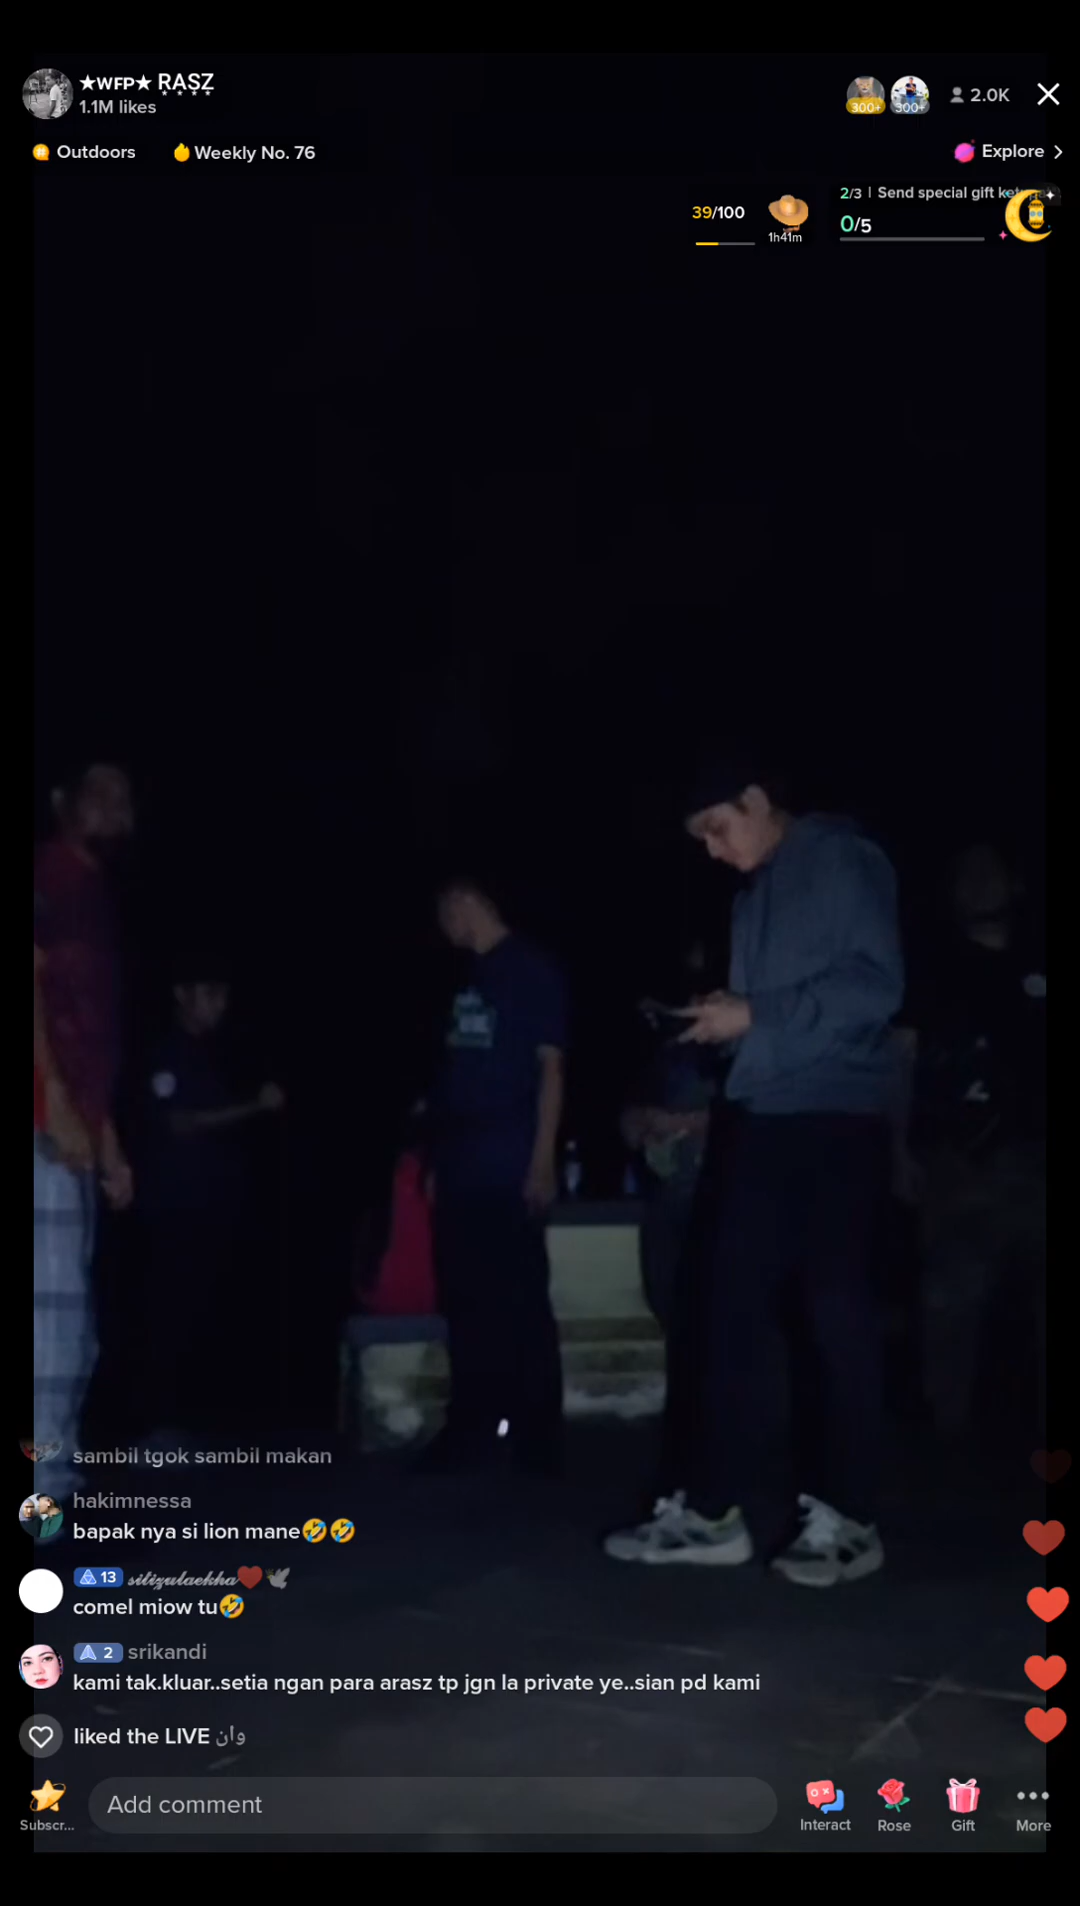 ★WFP★ RASZ
1.1M likes
300+
300+
2.0K
Outdoors
Weekly No. 76
Explore
39/100
1h41m
2/3 | Send special gift
0/5
sambil tgok sambil makan
hakimnessa
bapak nya si lion mane🤣🤣
13 𝓼𝓲𝓽𝓲𝔃𝓾𝓵𝓪𝓮𝓴𝓱𝓪❤️🕊️
comel miow tu🤣
2 srikandi
kami tak.kluar..setia ngan para arasz tp jgn la private ye..sian pd kami
liked the LIVE وان
Subscr...
Add comment
Interact
Rose
Gift
More